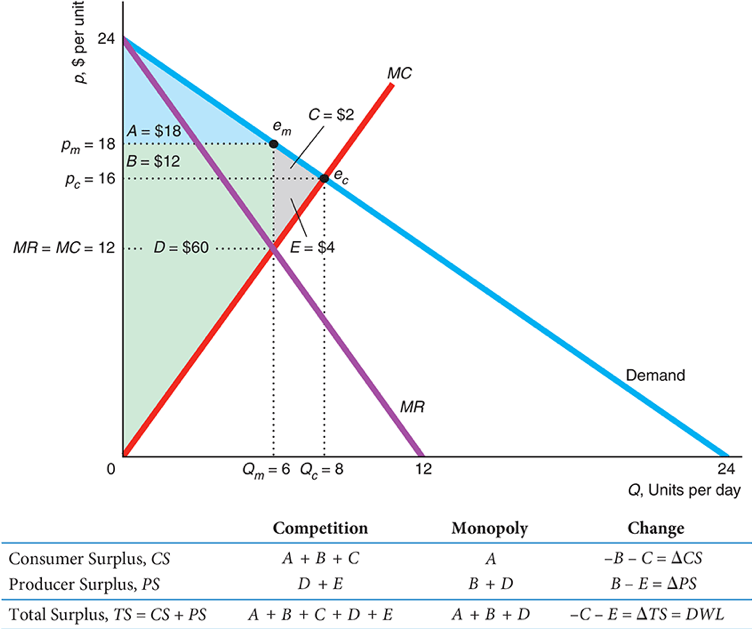 p, $ per unit
24
MC
C = $2
A = $18
e_m
p_m = 18
B = $12
p_c = 16
e_c
MR = MC = 12
D = $60
E = $4
Demand
MR
0
Q_m = 6
Q_c = 8
12
24
Q, Units per day
Competition Monopoly Change
Consumer Surplus, CS A + B + C A –B – C = ΔCS
Producer Surplus, PS D + E B + D B – E = ΔPS
Total Surplus, TS = CS + PS A + B + C + D + E A + B + D –C – E = ΔTS = DWL